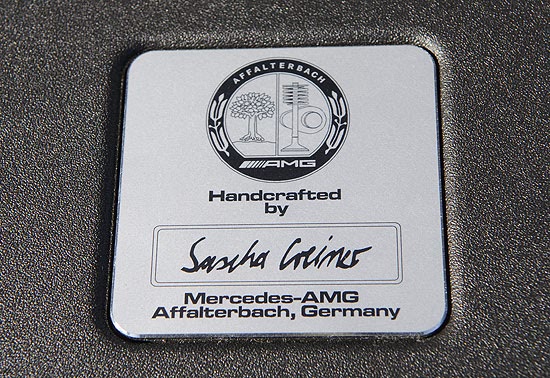 AFFALTERBACH
AMG
Handcrafted
by
Sascha Greiner
Mercedes-AMG
Affalterbach, Germany